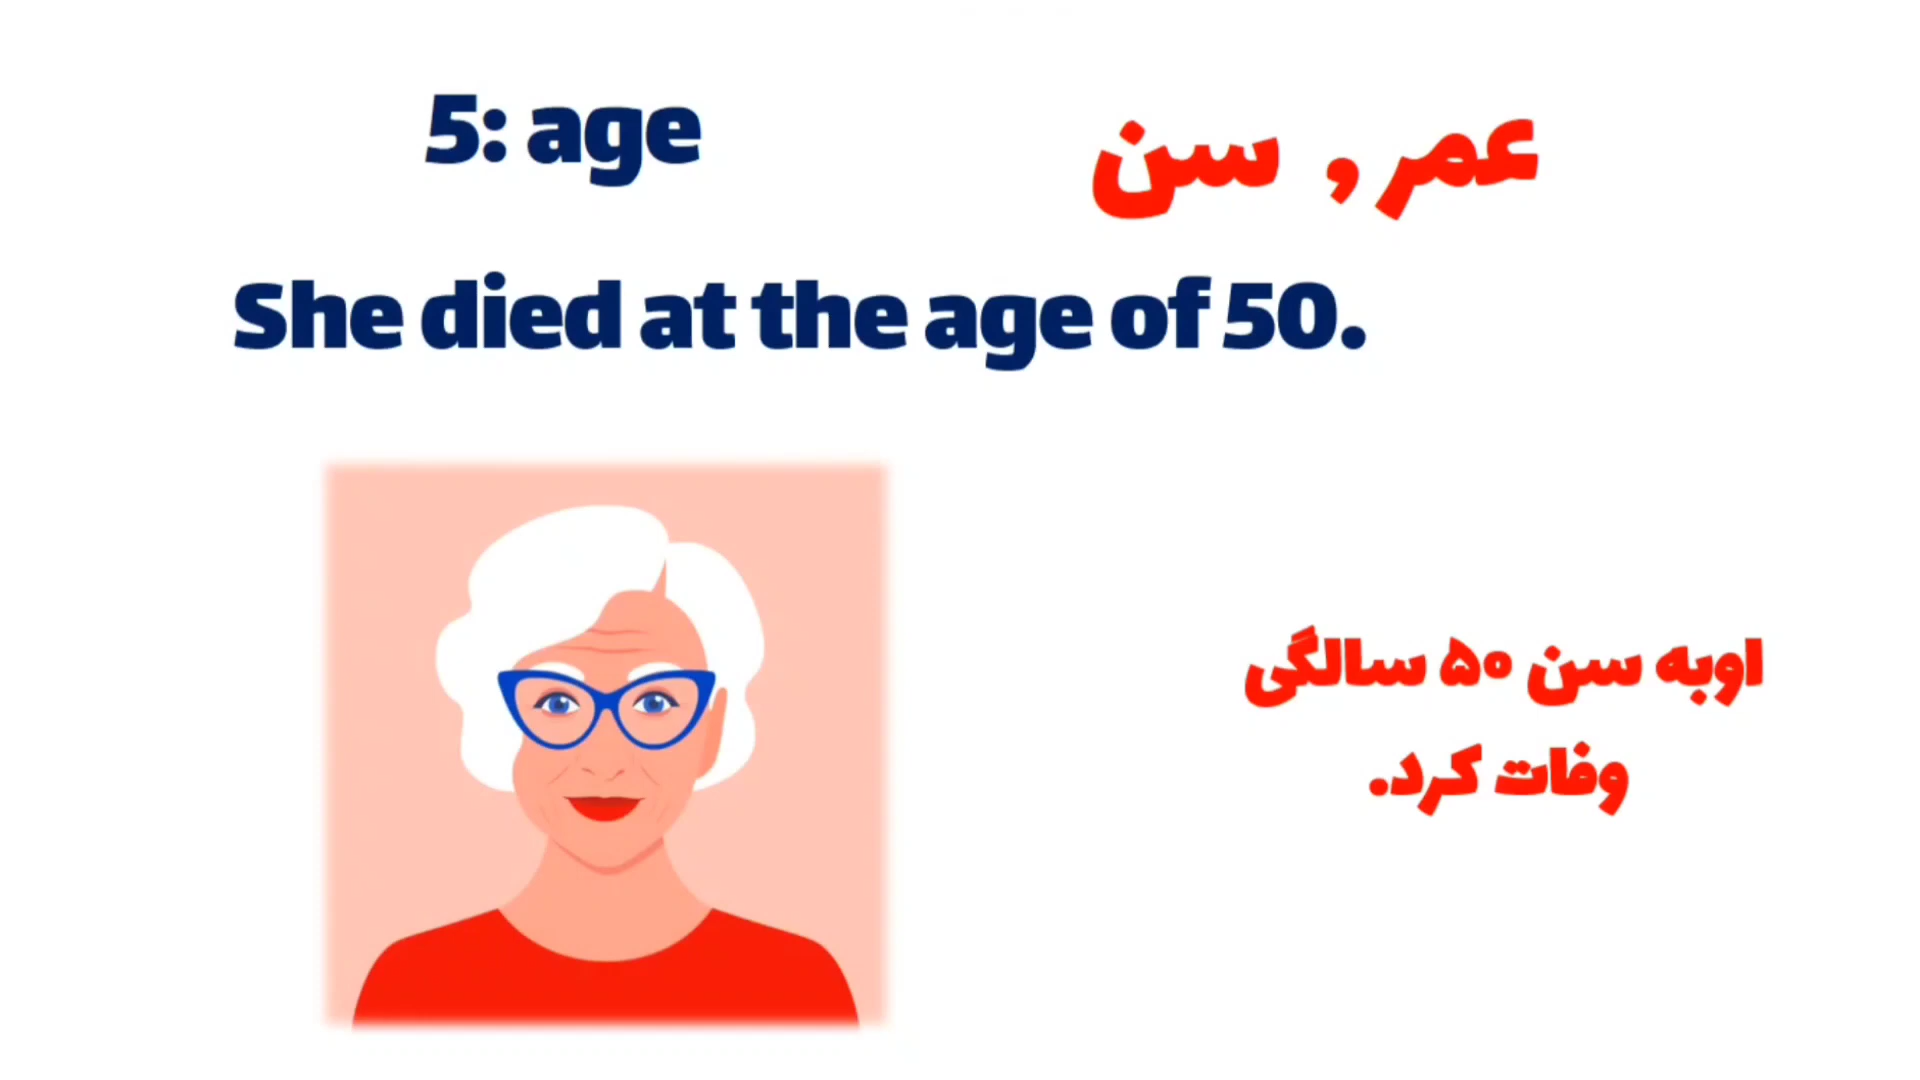 5: age
عمر , سن
She died at the age of 50.
اوبه سن ۵۰ سالگی
وفات کرد.